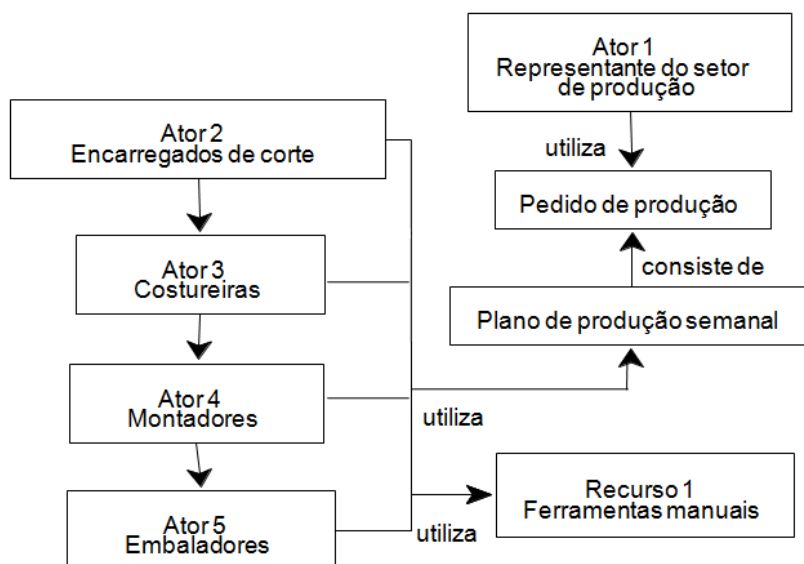 Ator 1
Representante do setor
de produção
Ator 2
Encarregados de corte
utiliza
Pedido de produção
Ator 3
Costureiras
consiste de
Plano de produção semanal
Ator 4
Montadores
utiliza
Recurso 1
Ferramentas manuais
Ator 5
Embaladores
utiliza